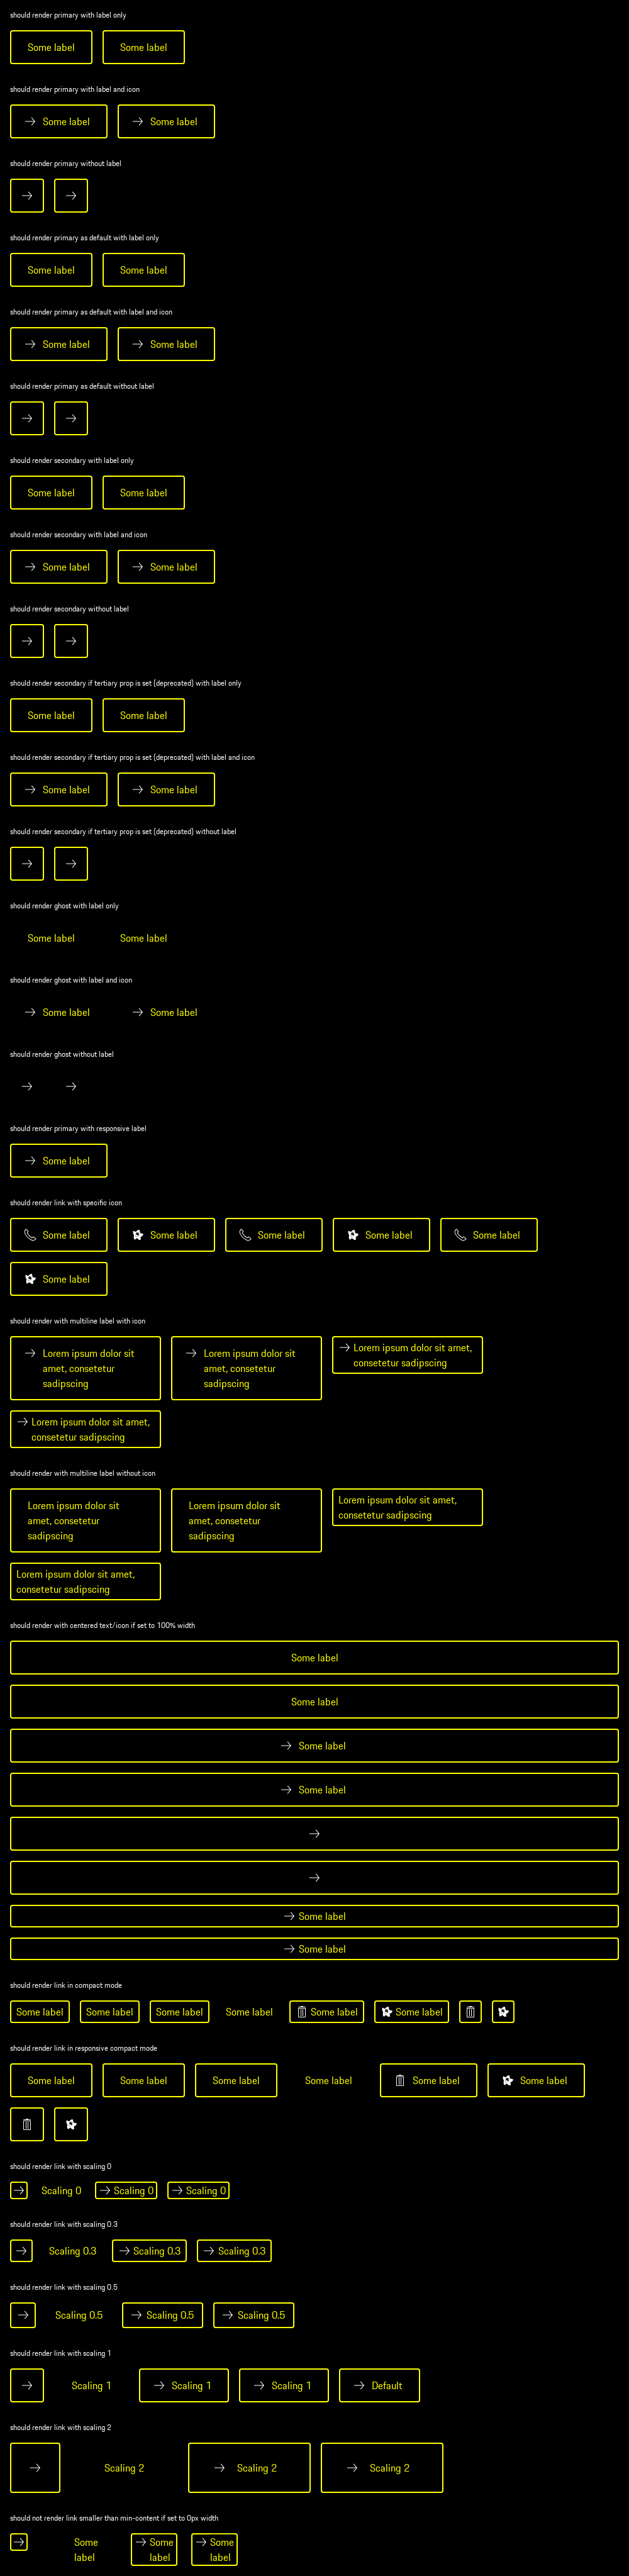 should render primary with label only
Some label Some label
should render primary with label and icon
Some label Some label
should render primary without label
should render primary as default with label only
Some label Some label
should render primary as default with label and icon
Some label Some label
should render primary as default without label
should render secondary with label only
Some label Some label
should render secondary with label and icon
Some label Some label
should render secondary without label
should render secondary if tertiary prop is set (deprecated) with label only
Some label Some label
should render secondary if tertiary prop is set (deprecated) with label and icon
Some label Some label
should render secondary if tertiary prop is set (deprecated) without label
should render ghost with label only
Some label Some label
should render ghost with label and icon
Some label Some label
should render ghost without label
should render primary with responsive label
Some label
should render link with specific icon
Some label Some label Some label Some label Some label
Some label
should render with multiline label with icon
Lorem ipsum dolor sit
amet, consetetur
sadipscing
Lorem ipsum dolor sit
amet, consetetur
sadipscing
Lorem ipsum dolor sit amet,
consetetur sadipscing
Lorem ipsum dolor sit amet,
consetetur sadipscing
should render with multiline label without icon
Lorem ipsum dolor sit
amet, consetetur
sadipscing
Lorem ipsum dolor sit
amet, consetetur
sadipscing
Lorem ipsum dolor sit amet,
consetetur sadipscing
Lorem ipsum dolor sit amet,
consetetur sadipscing
should render with centered text/icon if set to 100% width
Some label
Some label
Some label
Some label
Some label
Some label
should render link in compact mode
Some label Some label Some label Some label Some label Some label
should render link in responsive compact mode
Some label Some label Some label Some label Some label Some label
should render link with scaling 0
Scaling 0 Scaling 0 Scaling 0
should render link with scaling 0.3
Scaling 0.3 Scaling 0.3 Scaling 0.3
should render link with scaling 0.5
Scaling 0.5 Scaling 0.5 Scaling 0.5
should render link with scaling 1
Scaling 1 Scaling 1 Scaling 1 Default
should render link with scaling 2
Scaling 2 Scaling 2 Scaling 2
should not render link smaller than min-content if set to 0px width
Some
label
Some
label
Some
label